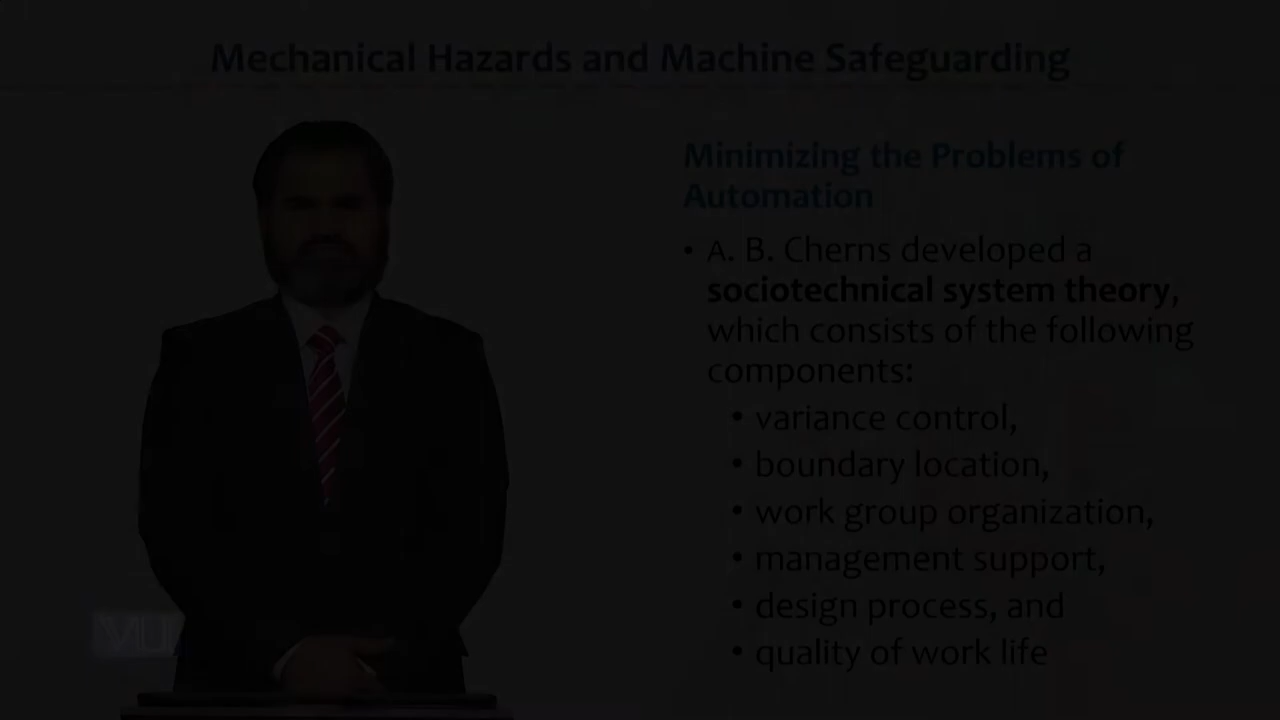 Mechanical Hazards and Machine Safeguarding
Minimizing the Problems of
Automation
• A. B. Cherns developed a
sociotechnical system theory,
which consists of the following
components:
• variance control,
• boundary location,
• work group organization,
• management support,
• design process, and
• quality of work life
VU